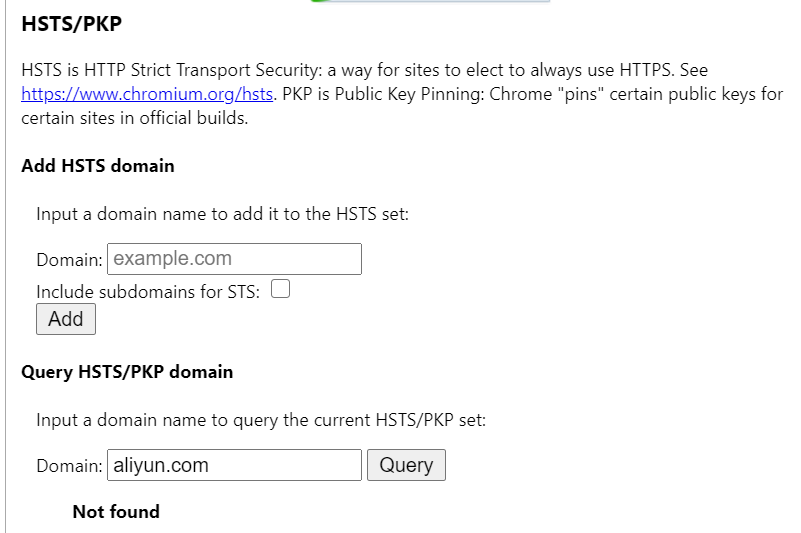 HSTS/PKP
HSTS is HTTP Strict Transport Security: a way for sites to elect to always use HTTPS. See
https://www.chromium.org/hsts. PKP is Public Key Pinning: Chrome "pins" certain public keys for
certain sites in official builds.
Add HSTS domain
Input a domain name to add it to the HSTS set:
Domain: example.com
Include subdomains for STS:
Add
Query HSTS/PKP domain
Input a domain name to query the current HSTS/PKP set:
Domain: aliyun.com Query
Not found